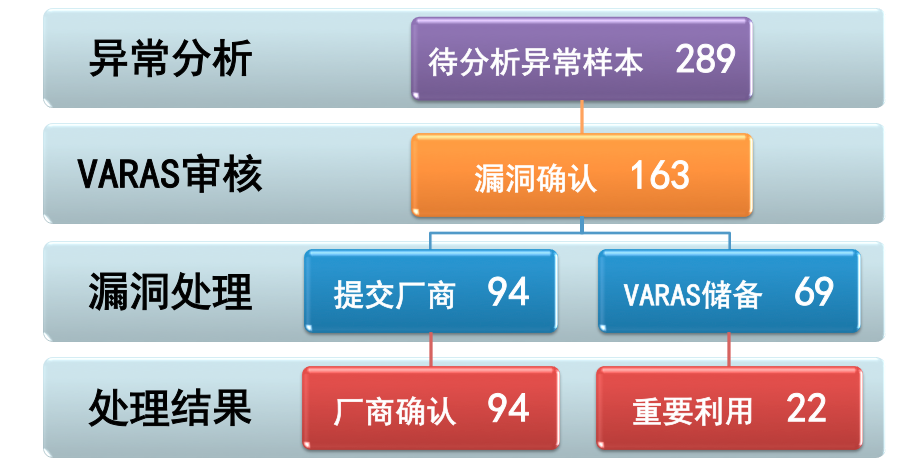 异常分析
待分析异常样本 289
VARAS审核
漏洞确认 163
漏洞处理
提交厂商 94
VARAS储备 69
处理结果
厂商确认 94
重要利用 22